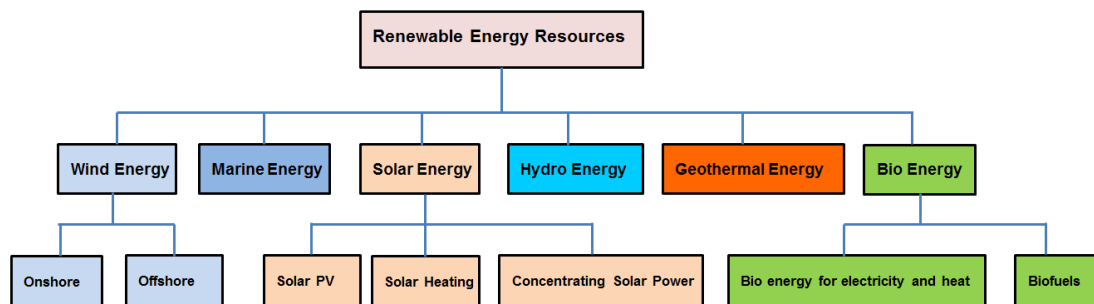 Renewable Energy Resources
Wind Energy
Marine Energy
Solar Energy
Hydro Energy
Geothermal Energy
Bio Energy
Onshore
Offshore
Solar PV
Solar Heating
Concentrating Solar Power
Bio energy for electricity and heat
Biofuels